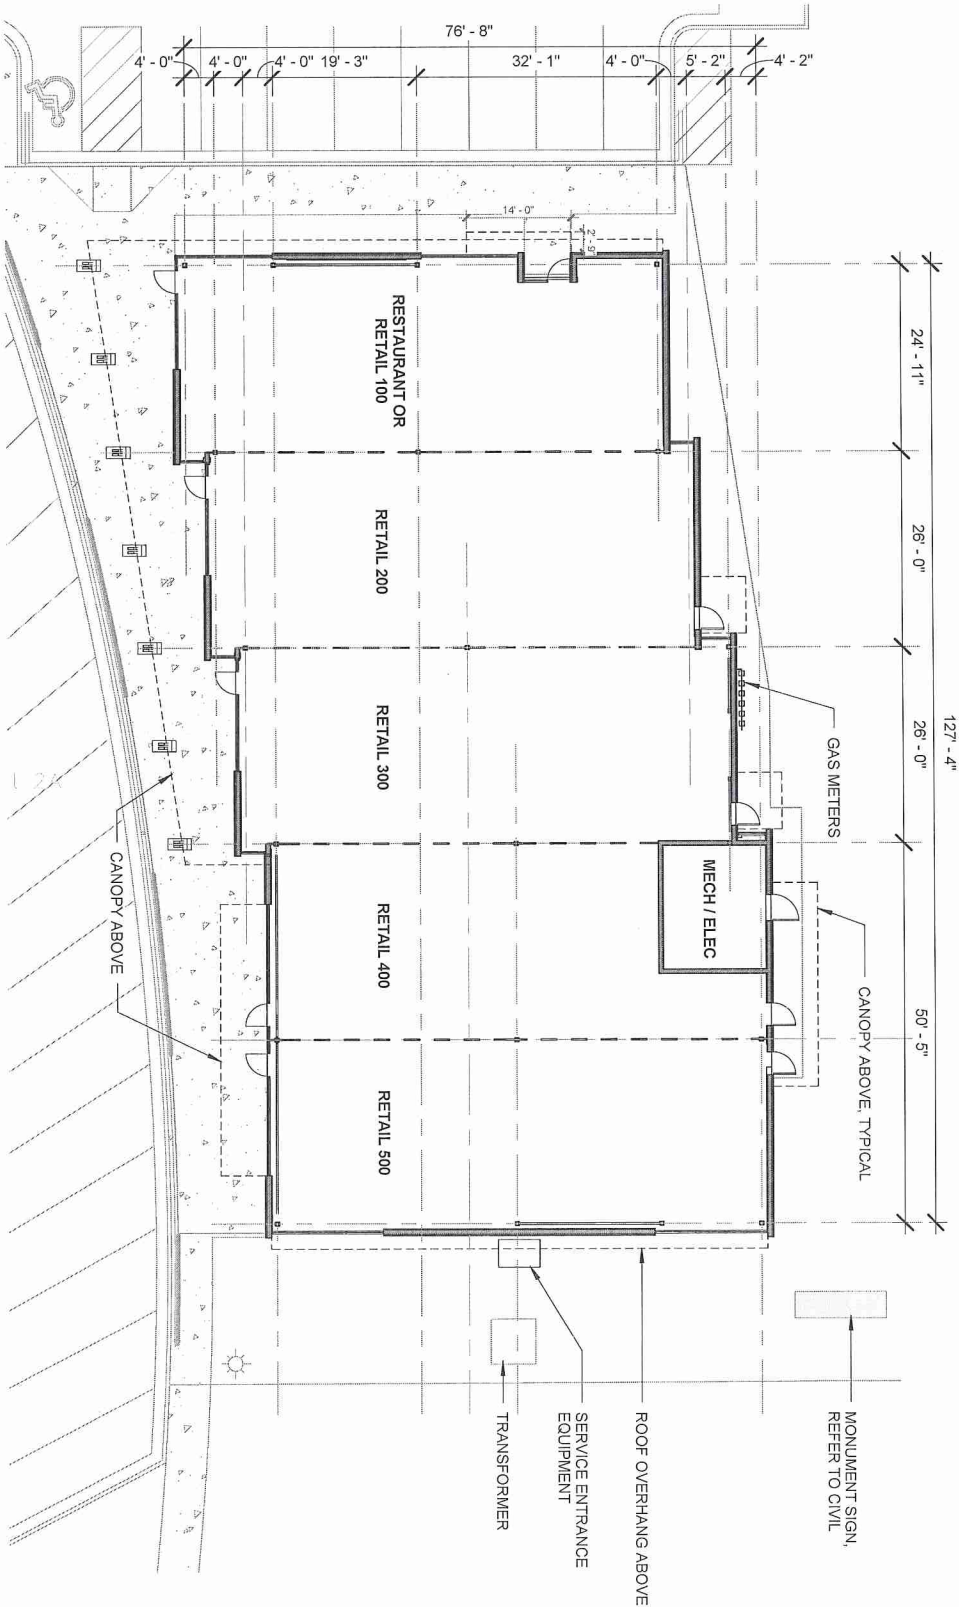 76' - 8"
4' - 0"
4' - 0"
4' - 0"
19' - 3"
32' - 1"
4' - 0"
5' - 2"
4' - 2"
14' - 0"
2' - 9"
127' - 4"
24' - 11"
26' - 0"
26' - 0"
50' - 5"
RESTAURANT OR
RETAIL 100
RETAIL 200
RETAIL 300
RETAIL 400
RETAIL 500
MECH / ELEC
GAS METERS
CANOPY ABOVE
CANOPY ABOVE, TYPICAL
MONUMENT SIGN,
REFER TO CIVIL
ROOF OVERHANG ABOVE
SERVICE ENTRANCE
EQUIPMENT
TRANSFORMER